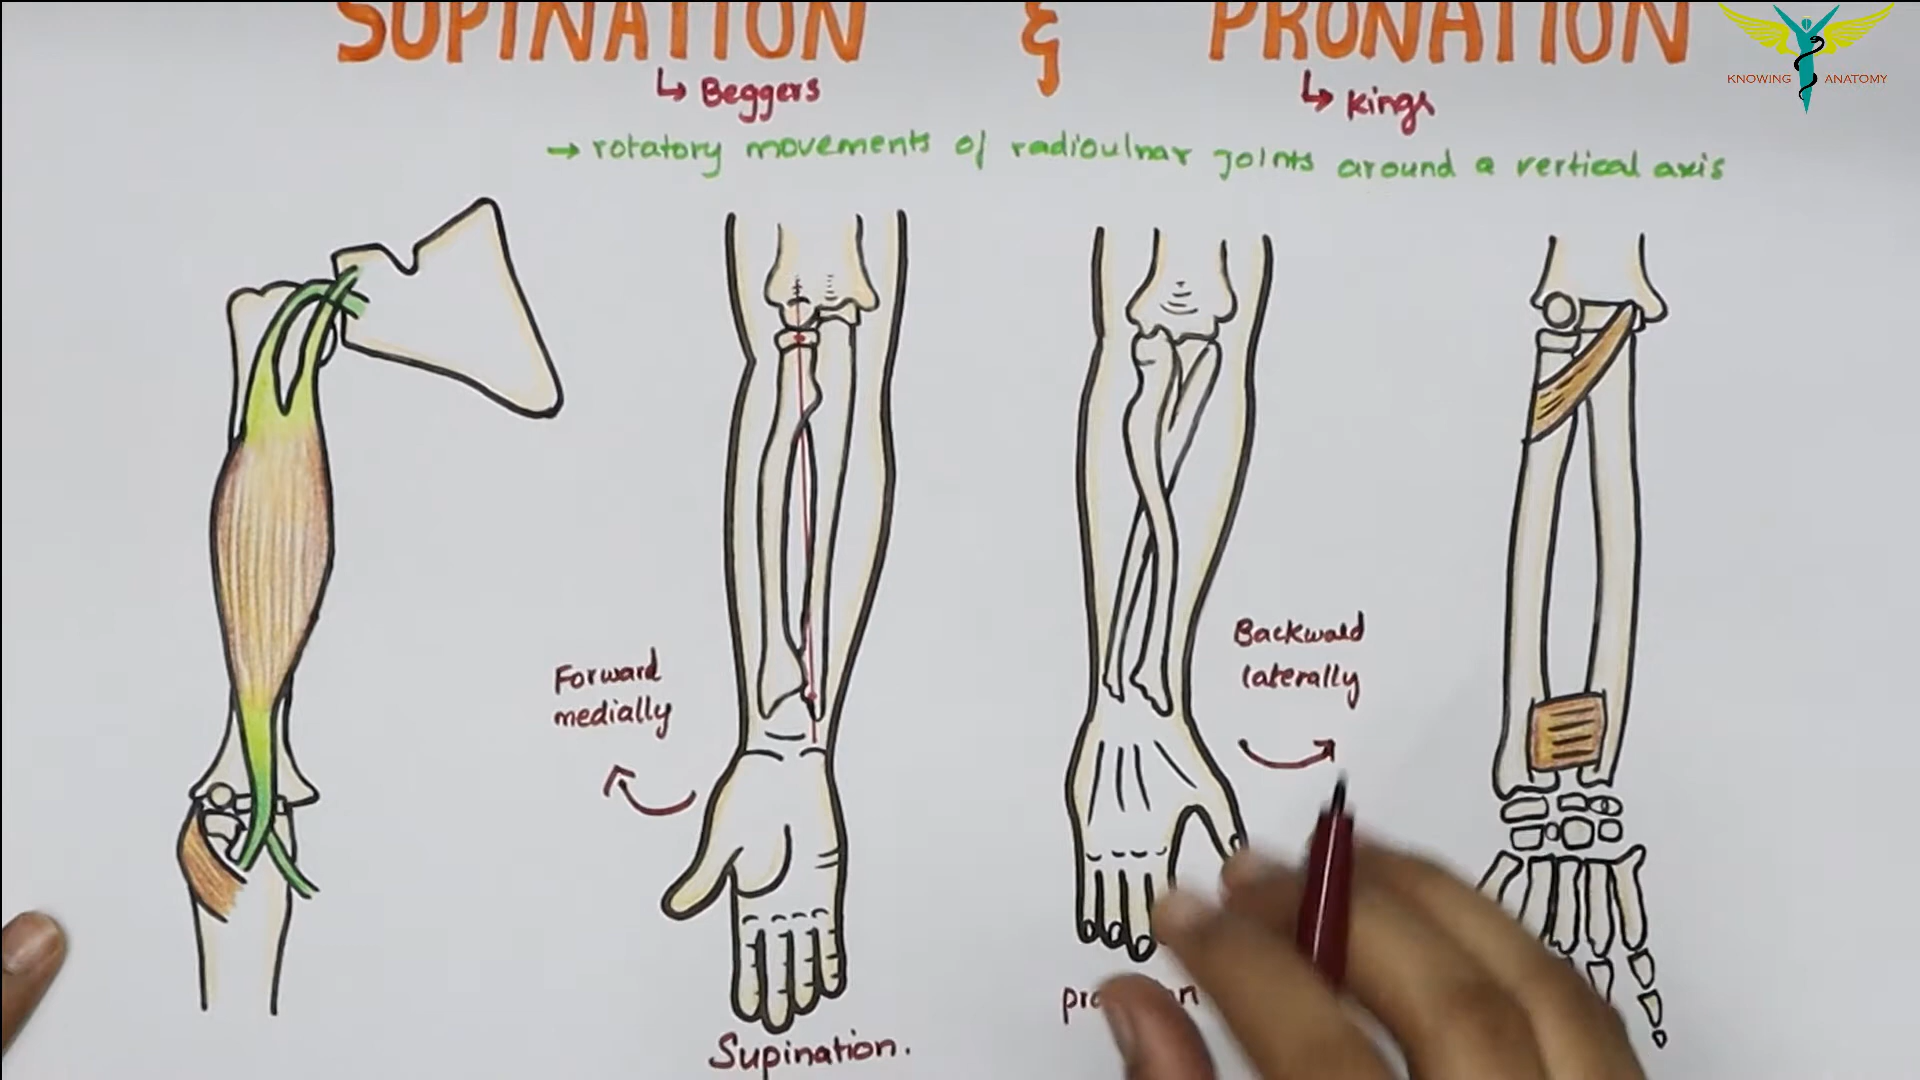 SUPINATION & PRONATION
↳ Beggers
↳ kings
KNOWING ANATOMY
→ rotatory movements of radioulnar joints around a vertical axis
Forward
medially
Backward
laterally
Supination.